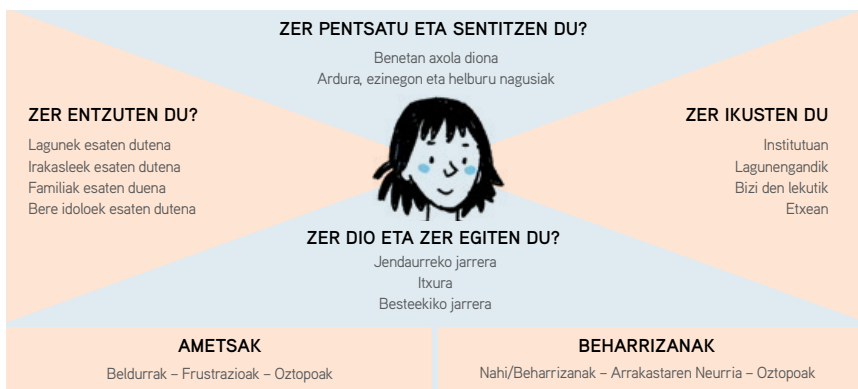 ZER PENTSATU ETA SENTITZEN DU?
Benetan axola diona
Ardura, ezinegon eta helburu nagusiak
ZER ENTZUTEN DU?
Lagunek esaten dutena
Irakasleek esaten dutena
Familiak esaten duena
Bere idoloek esaten dutena
ZER IKUSTEN DU
Institutuan
Lagunengandik
Bizi den lekutik
Etxean
ZER DIO ETA ZER EGITEN DU?
Jendaurreko jarrera
Itxura
Besteekiko jarrera
AMETSAK
Beldurrak – Frustrazioak – Oztopoak
BEHARRIZANAK
Nahi/Beharrizanak – Arrakastaren Neurria – Oztopoak